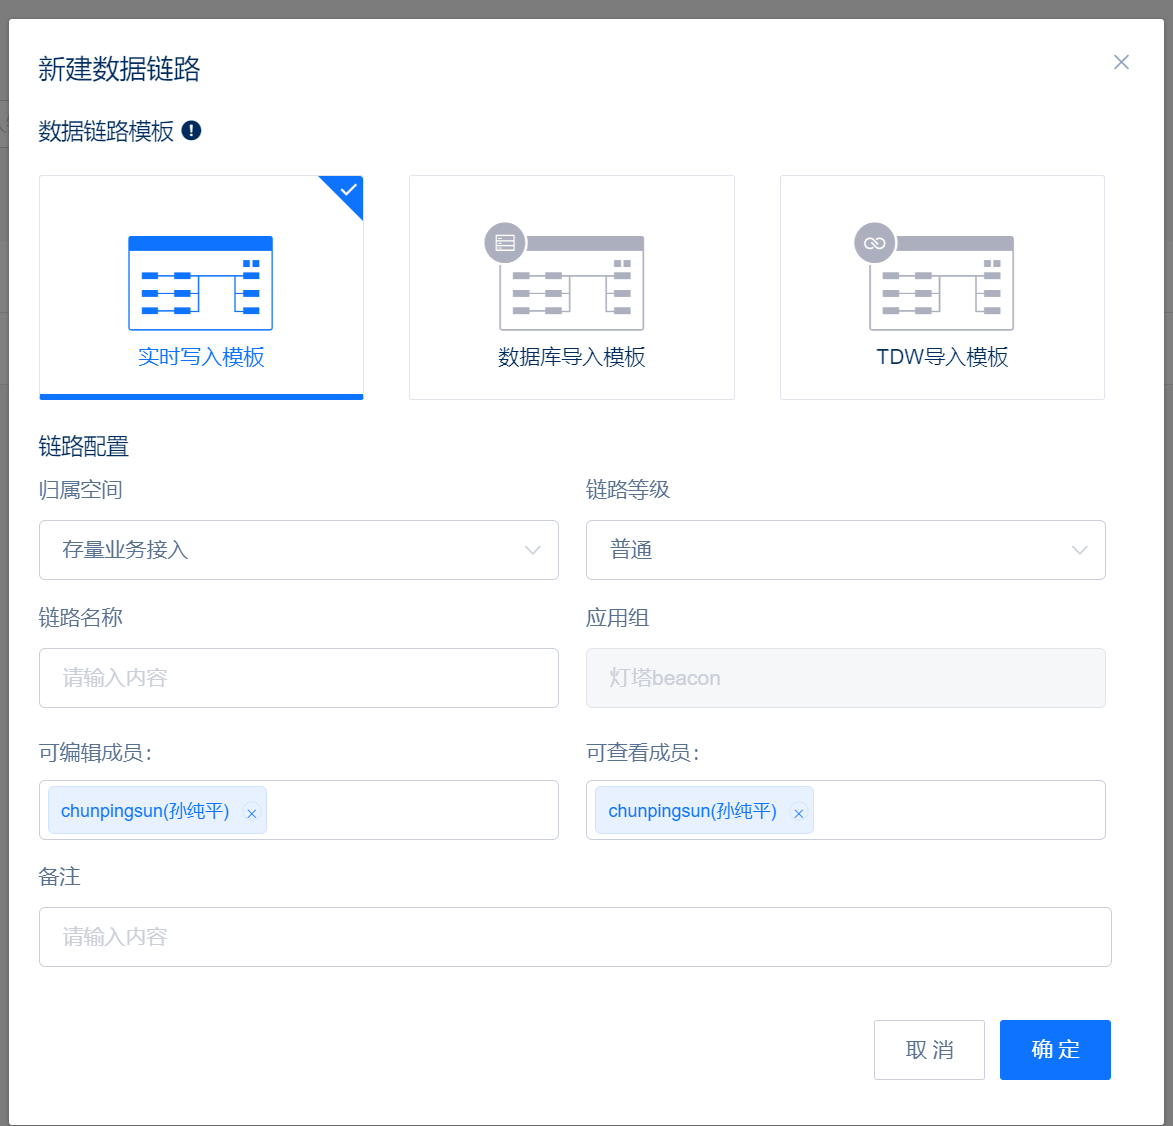 新建数据链路
数据链路模板
实时写入模板
数据库导入模板
TDW导入模板
链路配置
归属空间
链路等级
存量业务接入
普通
链路名称
应用组
请输入内容
灯塔beacon
可编辑成员：
可查看成员：
chunpingsun(孙纯平)
chunpingsun(孙纯平)
备注
请输入内容
取消
确定